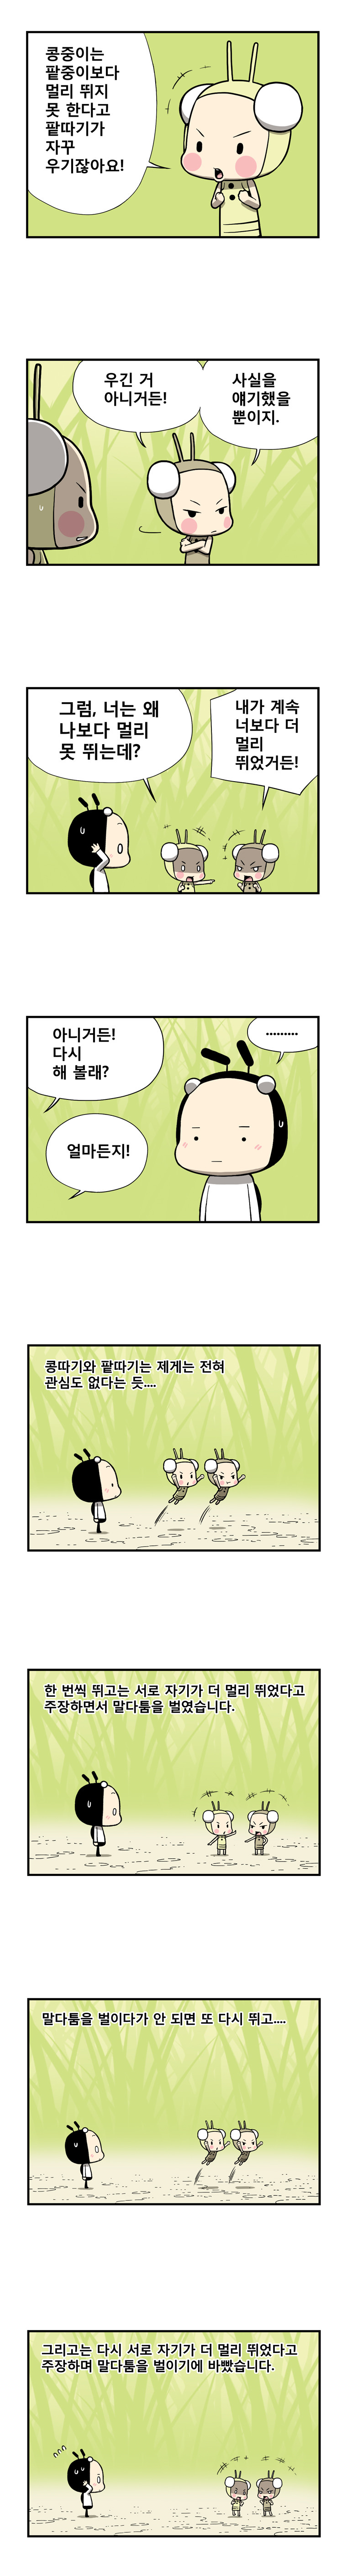 콩중이는
팥중이보다
멀리 뛰지
못 한다고
팥따기가
자꾸
우기잖아요!
우긴 거
아니거든!
사실을
얘기했을
뿐이지.
그럼, 너는 왜
나보다 멀리
못 뛰는데?
내가 계속
너보다 더
멀리
뛰었거든!
아니거든!
다시
해 볼래?
.........
얼마든지!
콩따기와 팥따기는 제게는 전혀
관심도 없다는 듯....
한 번씩 뛰고는 서로 자기가 더 멀리 뛰었다고
주장하면서 말다툼을 벌였습니다.
말다툼을 벌이다가 안 되면 또 다시 뛰고....
그리고는 다시 서로 자기가 더 멀리 뛰었다고
주장하며 말다툼을 벌이기에 바빴습니다.